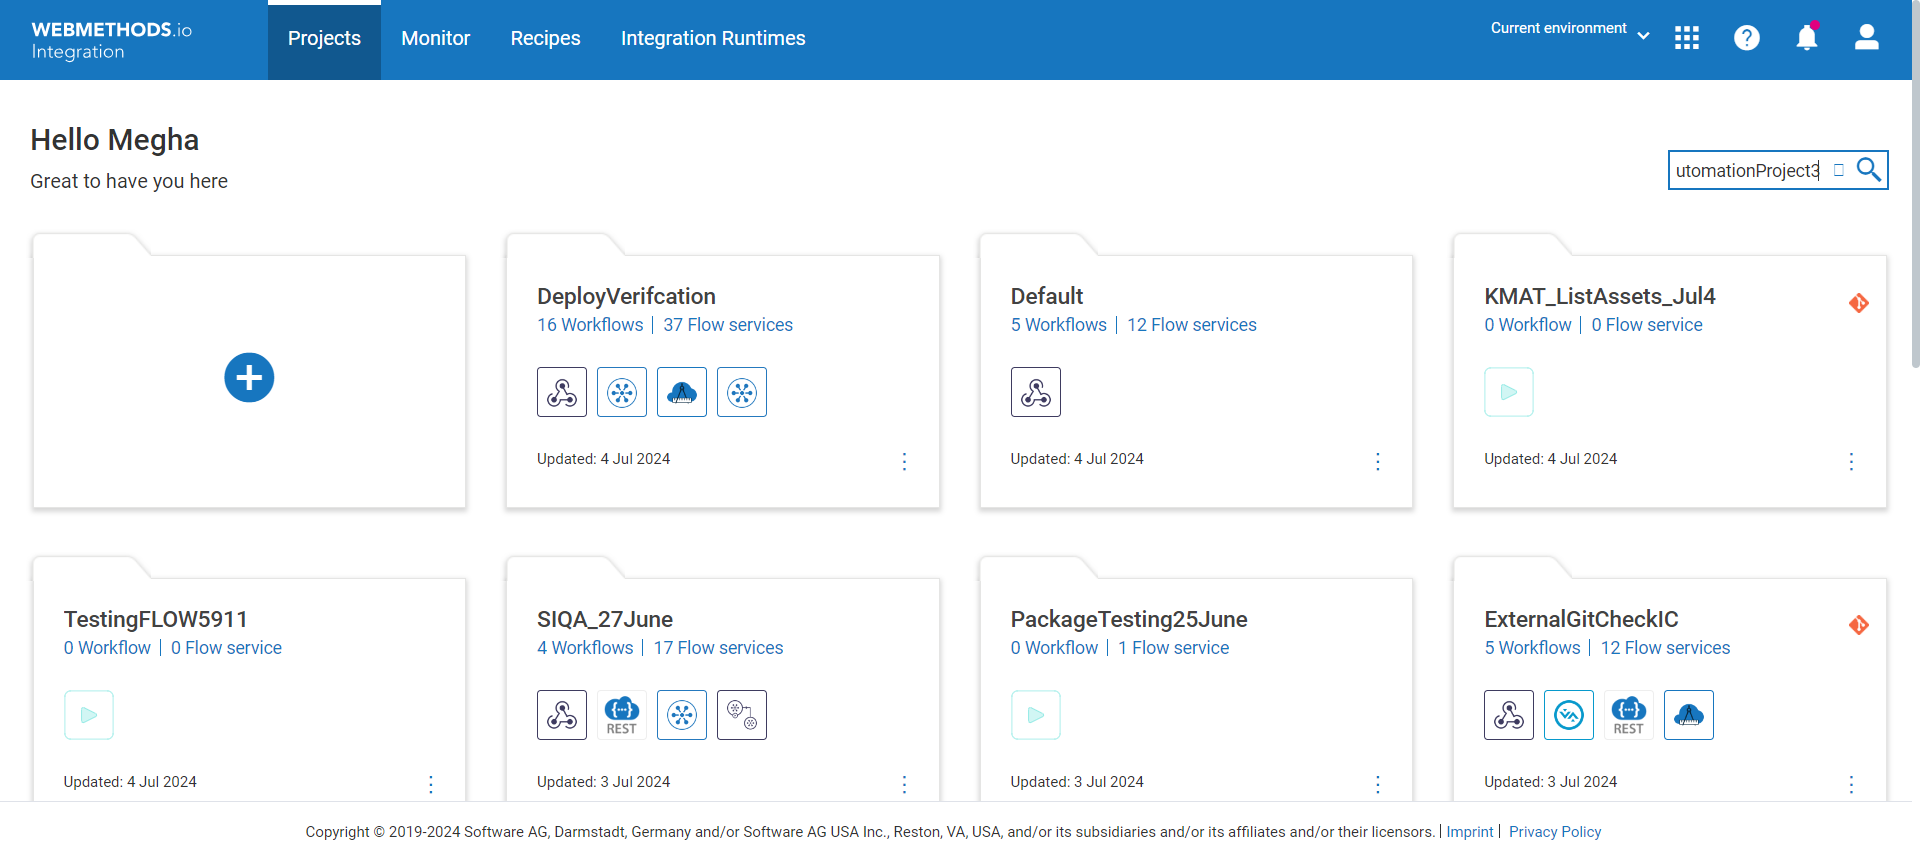 WEBMETHODS.io
Integration
Projects
Monitor
Recipes
Integration Runtimes
Current environment
Hello Megha
Great to have you here
utomationProject3
DeployVerifcation
16 Workflows | 37 Flow services
Updated: 4 Jul 2024
Default
5 Workflows | 12 Flow services
Updated: 4 Jul 2024
KMAT_ListAssets_Jul4
0 Workflow | 0 Flow service
Updated: 4 Jul 2024
TestingFLOW5911
0 Workflow | 0 Flow service
Updated: 4 Jul 2024
SIQA_27June
4 Workflows | 17 Flow services
REST
Updated: 3 Jul 2024
PackageTesting25June
0 Workflow | 1 Flow service
Updated: 3 Jul 2024
ExternalGitCheckIC
5 Workflows | 12 Flow services
REST
Updated: 3 Jul 2024
Copyright © 2019-2024 Software AG, Darmstadt, Germany and/or Software AG USA Inc., Reston, VA, USA, and/or its subsidiaries and/or its affiliates and/or their licensors. | Imprint | Privacy Policy